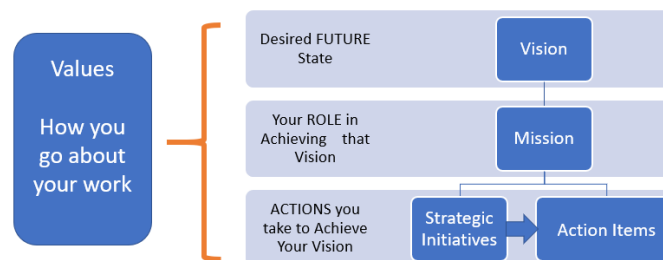 Values
How you
go about
your work
Desired FUTURE
State
Vision
Your ROLE in
Achieving that
Vision
Mission
ACTIONS you
take to Achieve
Your Vision
Strategic
Initiatives
Action Items